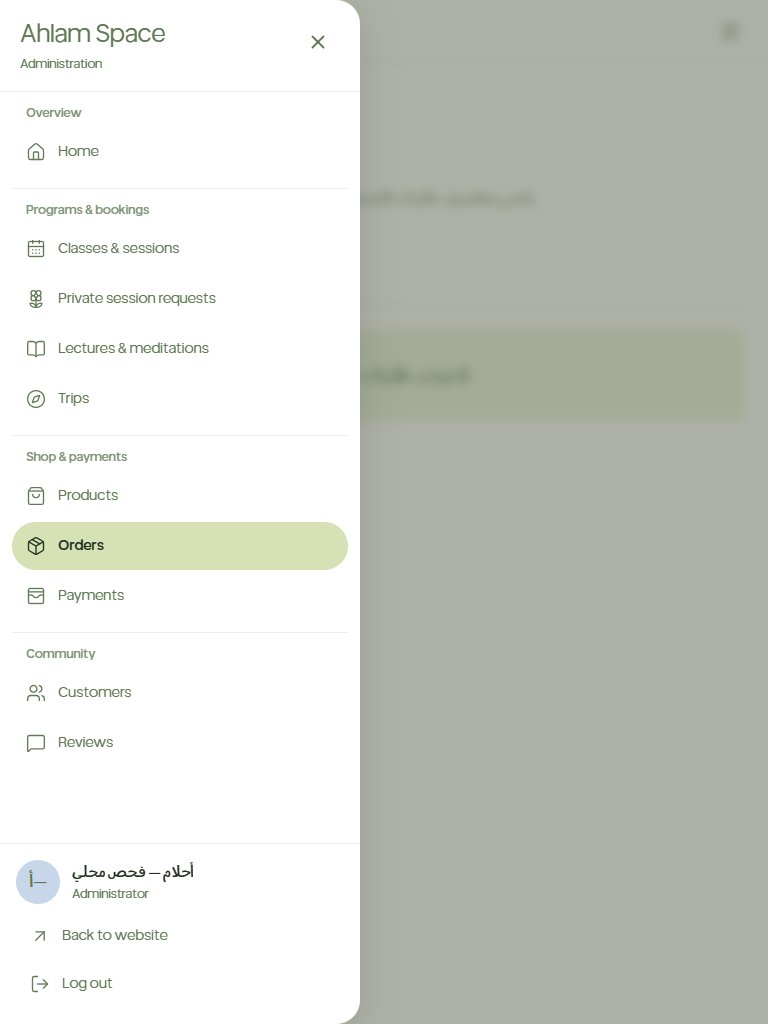 Ahlam Space
Administration
Overview
Home
Programs & bookings
Classes & sessions
Private session requests
Lectures & meditations
Trips
Shop & payments
Products
Orders
Payments
Community
Customers
Reviews
أ—
أحلام — فحص محلي
Administrator
Back to website
Log out